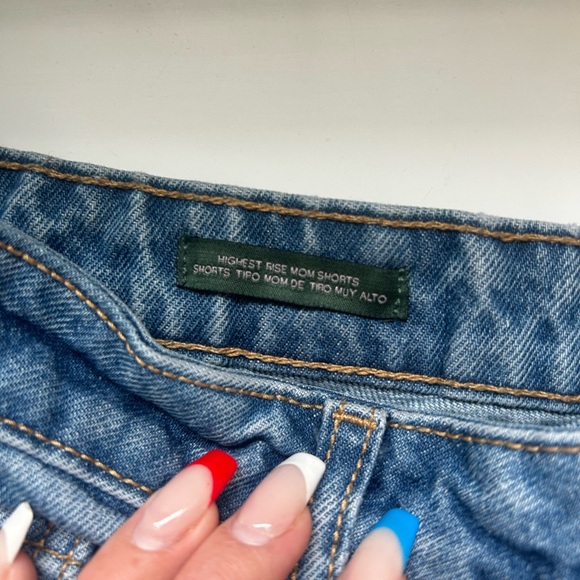 HIGHEST RISE MOM SHORTS
SHORTS TIPO MOM DE TIRO MUY ALTO